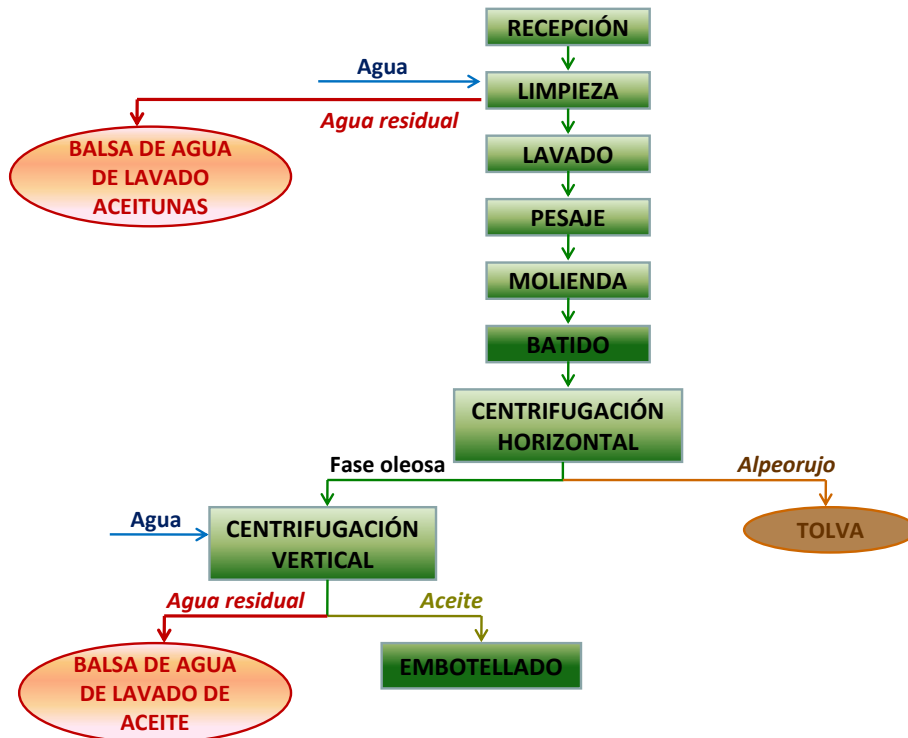 RECEPCIÓN
Agua
LIMPIEZA
Agua residual
BALSA DE AGUA
DE LAVADO
ACEITUNAS
LAVADO
PESAJE
MOLIENDA
BATIDO
CENTRIFUGACIÓN
HORIZONTAL
Fase oleosa
Alpeorujo
Agua
CENTRIFUGACIÓN
VERTICAL
TOLVA
Agua residual
Aceite
BALSA DE AGUA
DE LAVADO DE
ACEITE
EMBOTELLADO